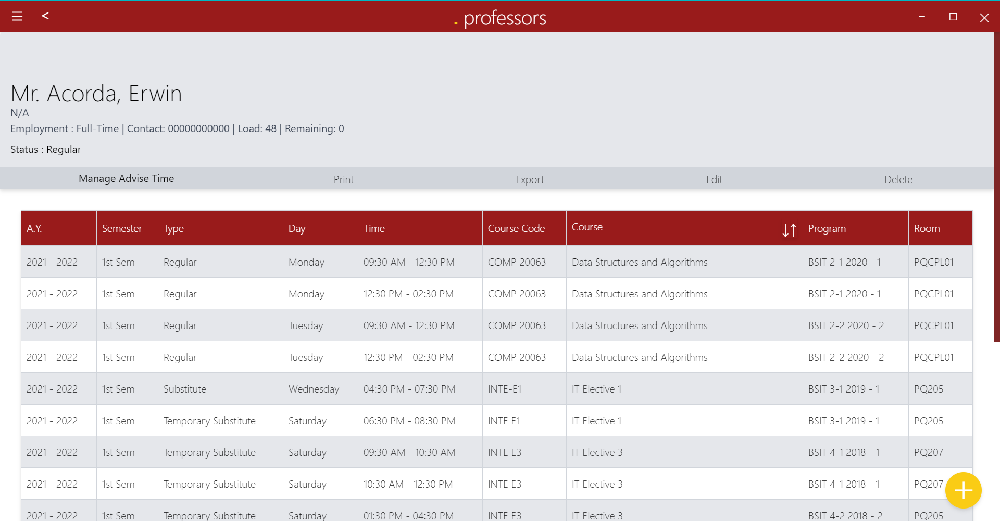 <
. professors
Mr. Acorda, Erwin
N/A
Employment : Full-Time | Contact: 00000000000 | Load: 48 | Remaining: 0
Status : Regular
Manage Advise Time Print Export Edit Delete
A.Y. Semester Type Day Time Course Code Course Program Room
2021 - 2022 1st Sem Regular Monday 09:30 AM - 12:30 PM COMP 20063 Data Structures and Algorithms BSIT 2-1 2020 - 1 PQCPL01
2021 - 2022 1st Sem Regular Monday 12:30 PM - 02:30 PM COMP 20063 Data Structures and Algorithms BSIT 2-1 2020 - 1 PQCPL01
2021 - 2022 1st Sem Regular Tuesday 09:30 AM - 12:30 PM COMP 20063 Data Structures and Algorithms BSIT 2-2 2020 - 2 PQCPL01
2021 - 2022 1st Sem Regular Tuesday 12:30 PM - 02:30 PM COMP 20063 Data Structures and Algorithms BSIT 2-2 2020 - 2 PQCPL01
2021 - 2022 1st Sem Substitute Wednesday 04:30 PM - 07:30 PM INTE-E1 IT Elective 1 BSIT 3-1 2019 - 1 PQ205
2021 - 2022 1st Sem Temporary Substitute Saturday 06:30 PM - 08:30 PM INTE E1 IT Elective 1 BSIT 3-1 2019 - 1 PQ205
2021 - 2022 1st Sem Temporary Substitute Saturday 09:30 AM - 10:30 AM INTE E3 IT Elective 3 BSIT 4-1 2018 - 1 PQ207
2021 - 2022 1st Sem Temporary Substitute Saturday 10:30 AM - 12:30 PM INTE E3 IT Elective 3 BSIT 4-1 2018 - 1 PQ207
2021 - 2022 1st Sem Temporary Substitute Saturday 01:30 PM - 04:30 PM INTE E3 IT Elective 3 BSIT 4-2 2018 - 2 PQ205